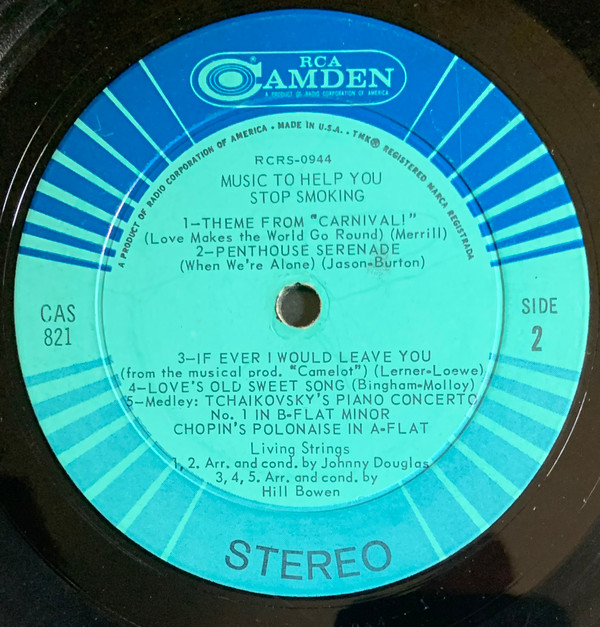 RCA
CAMDEN
A PRODUCT OF RADIO CORPORATION OF AMERICA
A PRODUCT OF RADIO CORPORATION OF AMERICA • MADE IN U.S.A. • TMK® REGISTERED MARCA REGISTRADA
RCRS-0944
MUSIC TO HELP YOU
STOP SMOKING
1—THEME FROM "CARNIVAL!"
(Love Makes the World Go Round) (Merrill)
2—PENTHOUSE SERENADE
(When We're Alone) (Jason-Burton)
CAS
821
SIDE
2
3—IF EVER I WOULD LEAVE YOU
(from the musical prod. "Camelot") (Lerner-Loewe)
4—LOVE'S OLD SWEET SONG (Bingham-Molloy)
5—Medley: TCHAIKOVSKY'S PIANO CONCERTO
No. 1 IN B-FLAT MINOR
CHOPIN'S POLONAISE IN A-FLAT
Living Strings
1, 2. Arr. and cond. by Johnny Douglas
3, 4, 5. Arr. and cond. by
Hill Bowen
STEREO